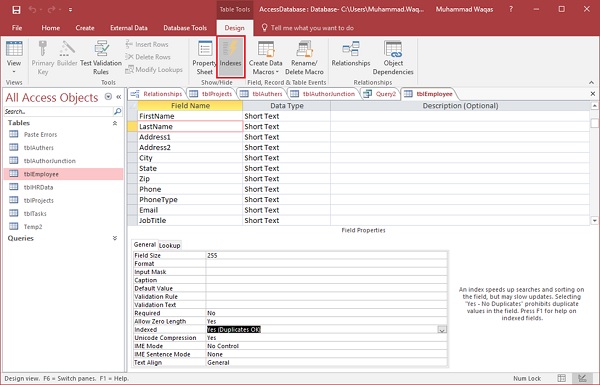 Table Tools
AccessDatabase : Database- C:\Users\Muhammad.Waq...
Muhammad Waqas
File
Home
Create
External Data
Database Tools
Design
Tell me what you want to do
View
Primary Key
Builder
Test Validation Rules
Insert Rows
Delete Rows
Modify Lookups
Property Sheet
Indexes
Create Data Macros
Rename/ Delete Macro
Relationships
Object Dependencies
Views
Tools
Show/Hide
Field, Record & Table Events
Relationships
All Access Objects
Search...
Tables
Paste Errors
tblAuthers
tblAuthorJunction
tblEmployee
tblHRData
tblProjects
tblTasks
Temp2
Queries
Relationships
tblProjects
tblAuthers
tblAuthorJunction
Query2
tblEmployee
Field Name Data Type Description (Optional)
FirstName Short Text
LastName Short Text
Address1 Short Text
Address2 Short Text
City Short Text
State Short Text
Zip Short Text
Phone Short Text
PhoneType Short Text
Email Short Text
JobTitle Short Text
Field Properties
General Lookup
Field Size 255
Format
Input Mask
Caption
Default Value
Validation Rule
Validation Text
Required No
Allow Zero Length Yes
Indexed Yes (Duplicates OK)
Unicode Compression Yes
IME Mode No Control
IME Sentence Mode None
Text Align General
An index speeds up searches and sorting on
the field, but may slow updates. Selecting
"Yes - No Duplicates" prohibits duplicate
values in the field. Press F1 for help on
indexed fields.
Design view. F6 = Switch panes. F1 = Help.
Num Lock